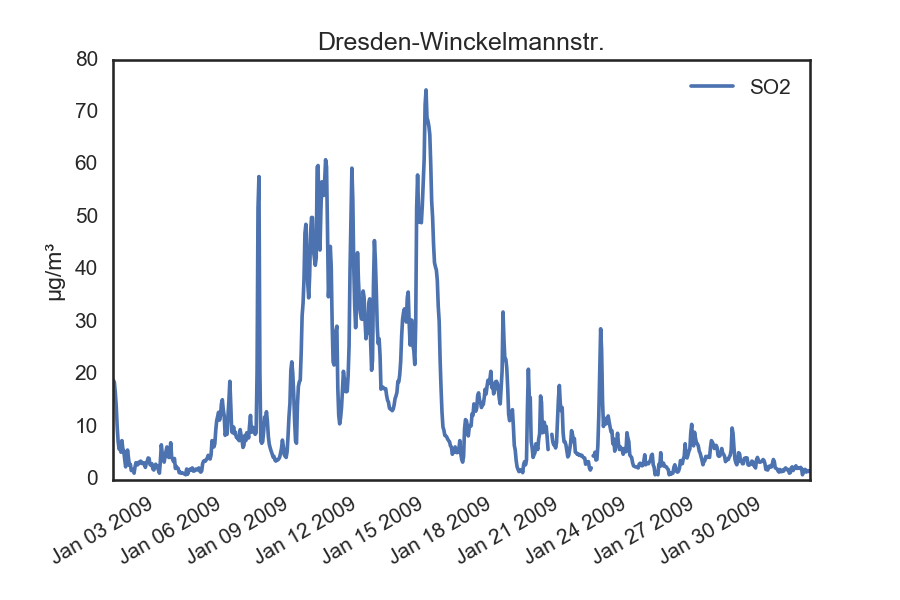 Dresden-Winckelmannstr.
80
70
60
50
40
30
20
10
0
µg/m³
SO2
Jan 03 2009
Jan 06 2009
Jan 09 2009
Jan 12 2009
Jan 15 2009
Jan 18 2009
Jan 21 2009
Jan 24 2009
Jan 27 2009
Jan 30 2009